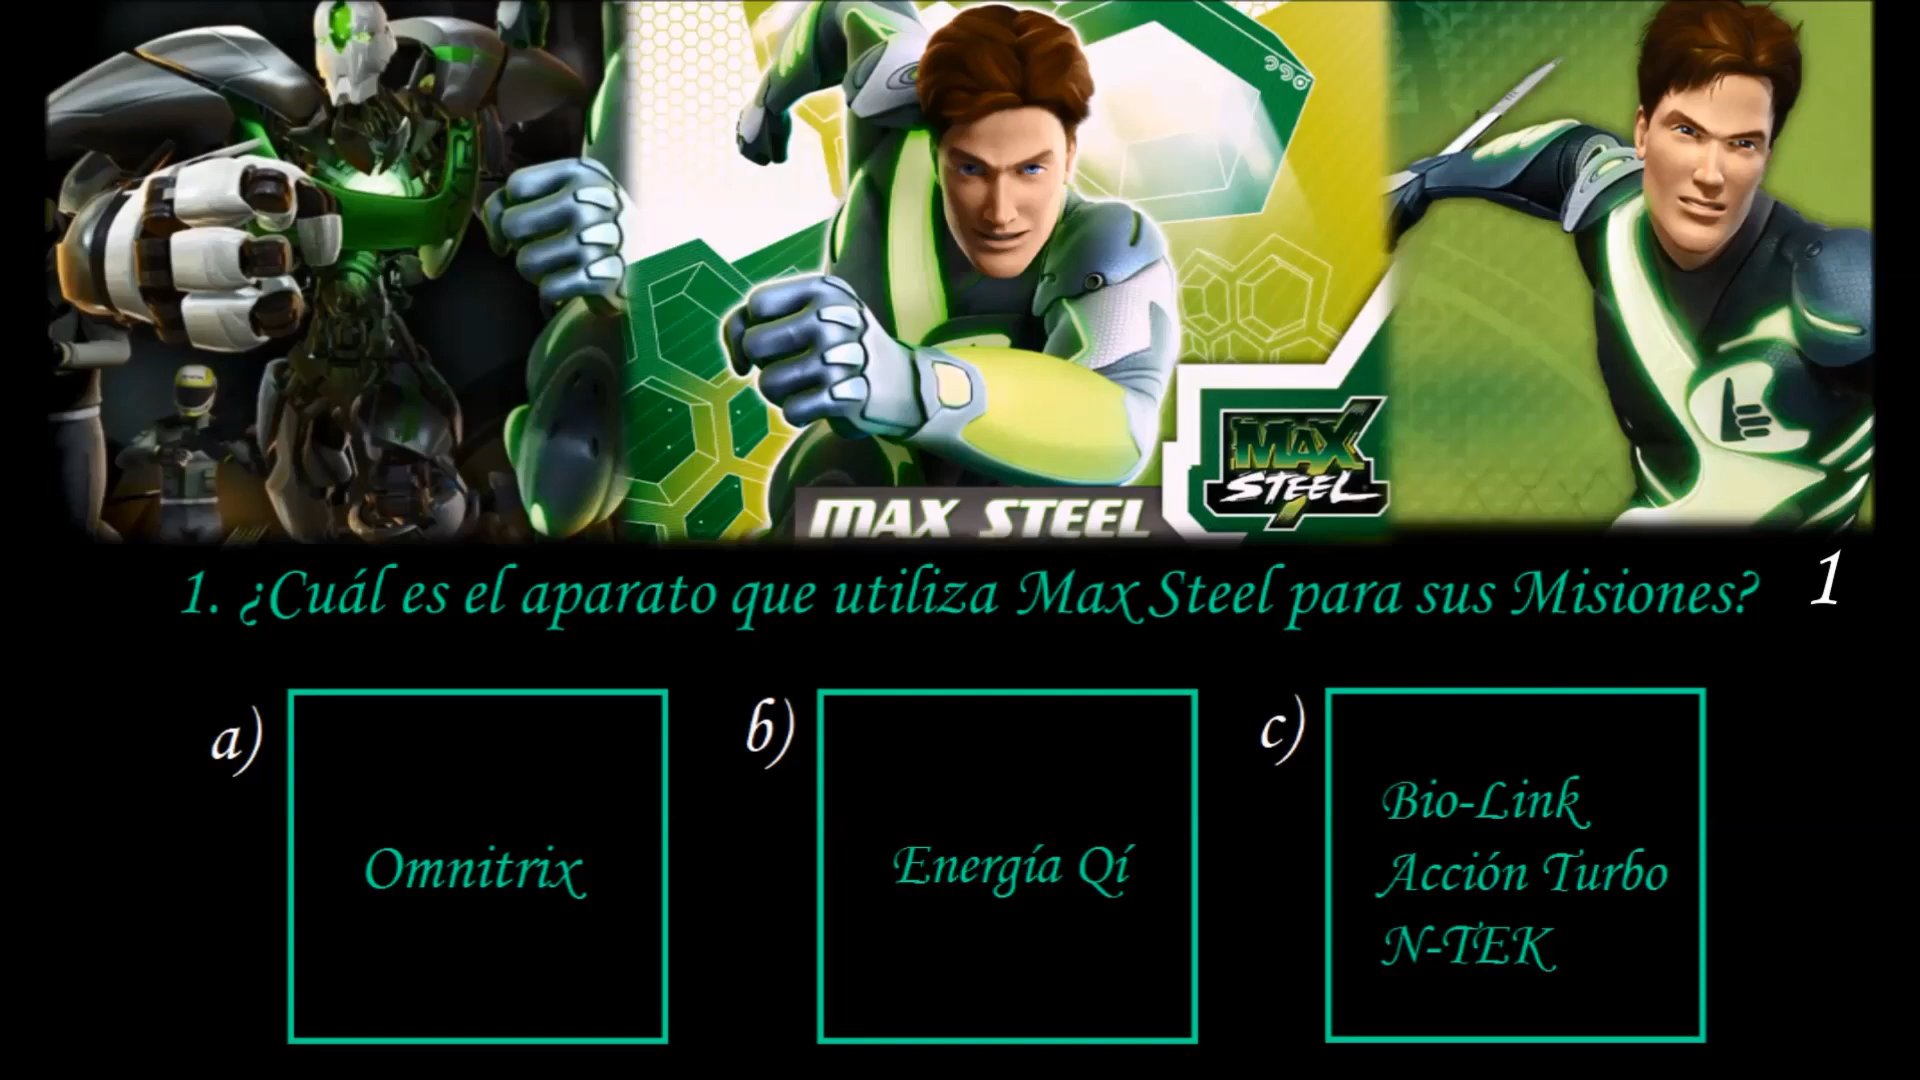 MAX STEEL
MAX
STEEL
1. ¿Cuál es el aparato que utiliza Max Steel para sus Misiones?
1
a)
Omnitrix
b)
Energía Qí
c)
Bio-Link
Acción Turbo
N-TEK